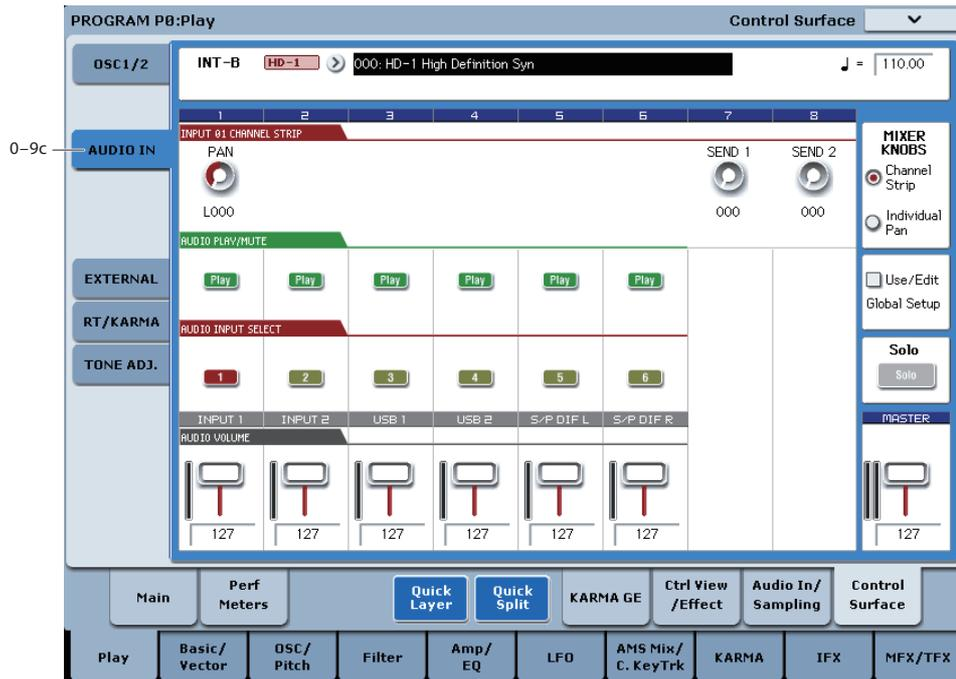 PROGRAM P0:Play
Control Surface
OSC1/2
INT-B
HD-1
000: HD-1 High Definition Syn
♩ =
110.00
1 2 3 4 5 6 7 8
0–9c
AUDIO IN
INPUT 01 CHANNEL STRIP
PAN
SEND 1
SEND 2
L000
000
000
MIXER
KNOBS
Channel
Strip
Individual
Pan
AUDIO PLAY/MUTE
EXTERNAL
Play Play Play Play Play Play
Use/Edit
Global Setup
RT/KARMA
AUDIO INPUT SELECT
TONE ADJ.
1 2 3 4 5 6
Solo
Solo
INPUT 1
INPUT 2
USB 1
USB 2
S/P DIF L
S/P DIF R
MASTER
AUDIO VOLUME
127 127 127 127 127 127 127
Main
Perf
Meters
Quick
Layer
Quick
Split
KARMA GE
Ctrl View
/Effect
Audio In/
Sampling
Control
Surface
Play
Basic/
Vector
OSC/
Pitch
Filter
Amp/
EQ
LFO
AMS Mix/
C. KeyTrk
KARMA
IFX
MFX/TFX